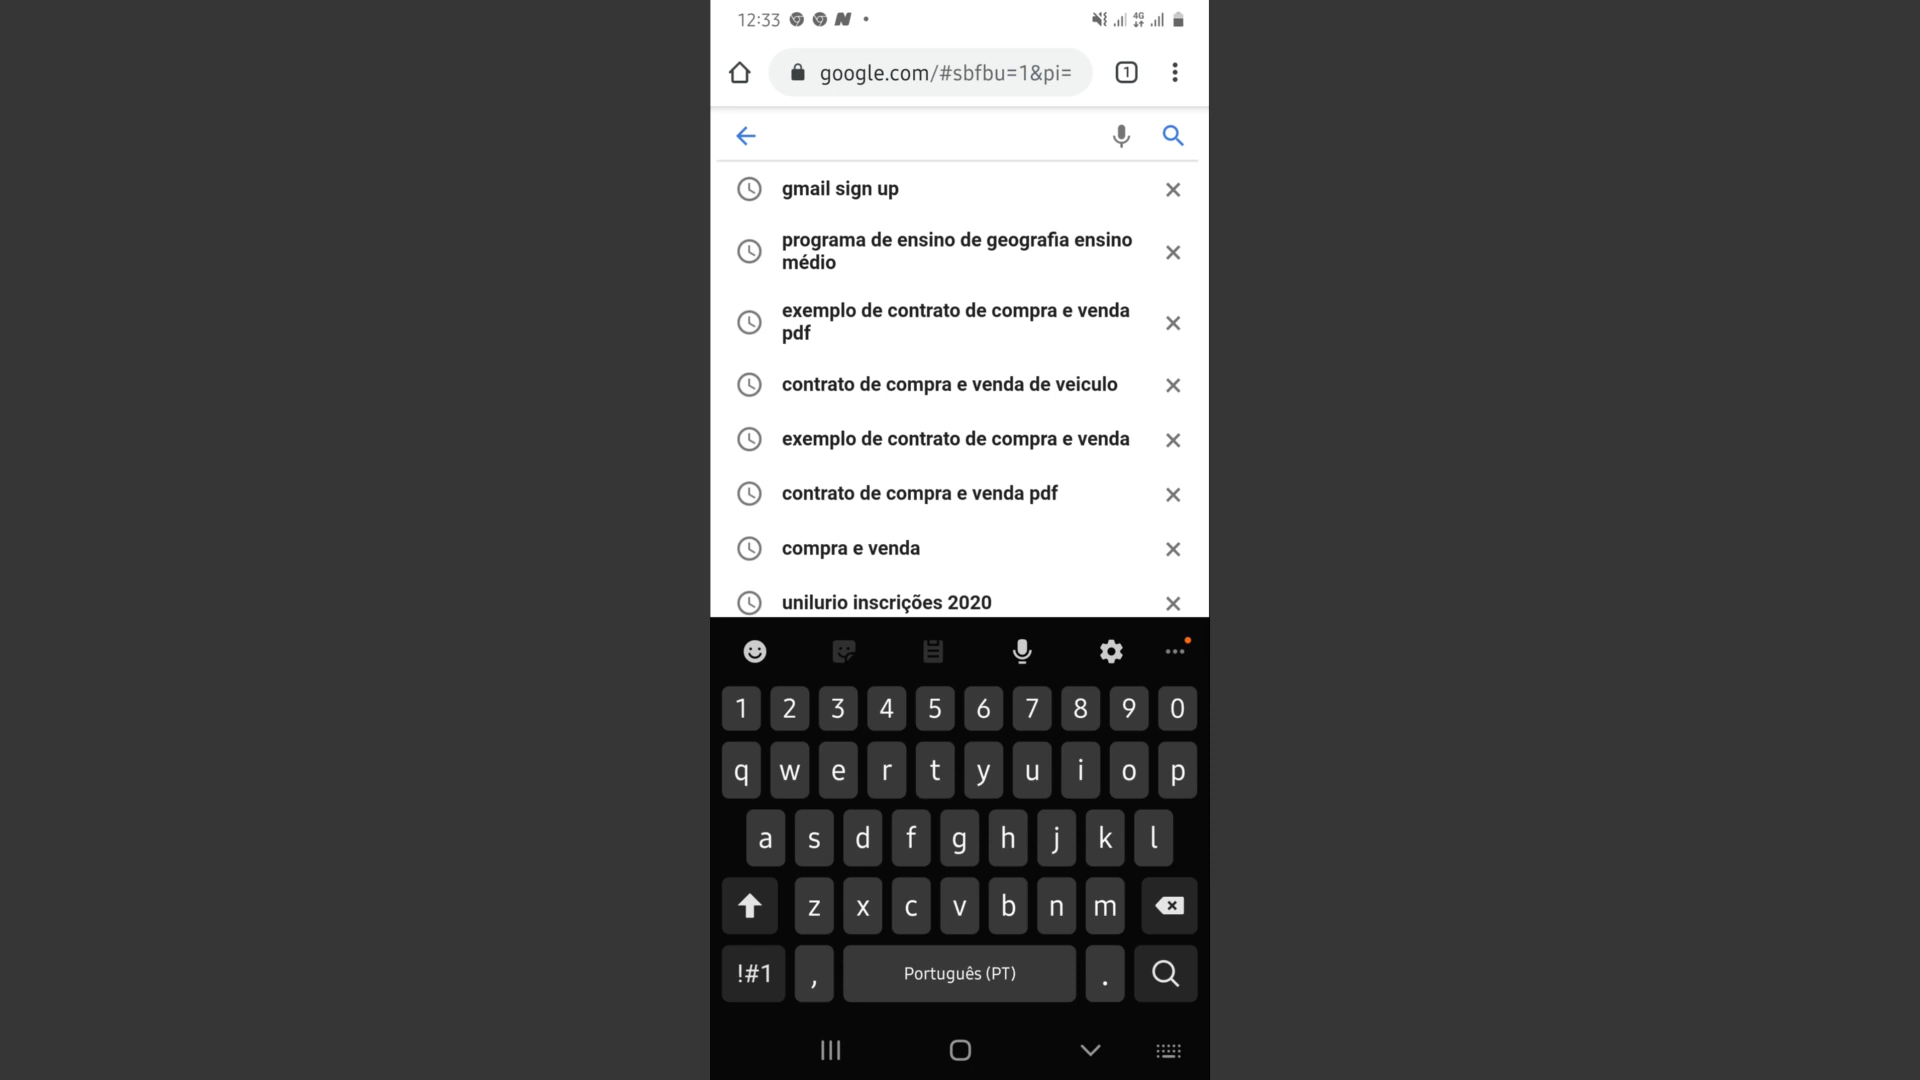 12:33
4G
google.com/#sbfbu=1&pi=
1
gmail sign up
programa de ensino de geografia ensino
médio
exemplo de contrato de compra e venda
pdf
contrato de compra e venda de veiculo
exemplo de contrato de compra e venda
contrato de compra e venda pdf
compra e venda
unilurio inscrições 2020
1 2 3 4 5 6 7 8 9 0
q w e r t y u i o p
a s d f g h j k l
z x c v b n m
!#1 , Português (PT) .